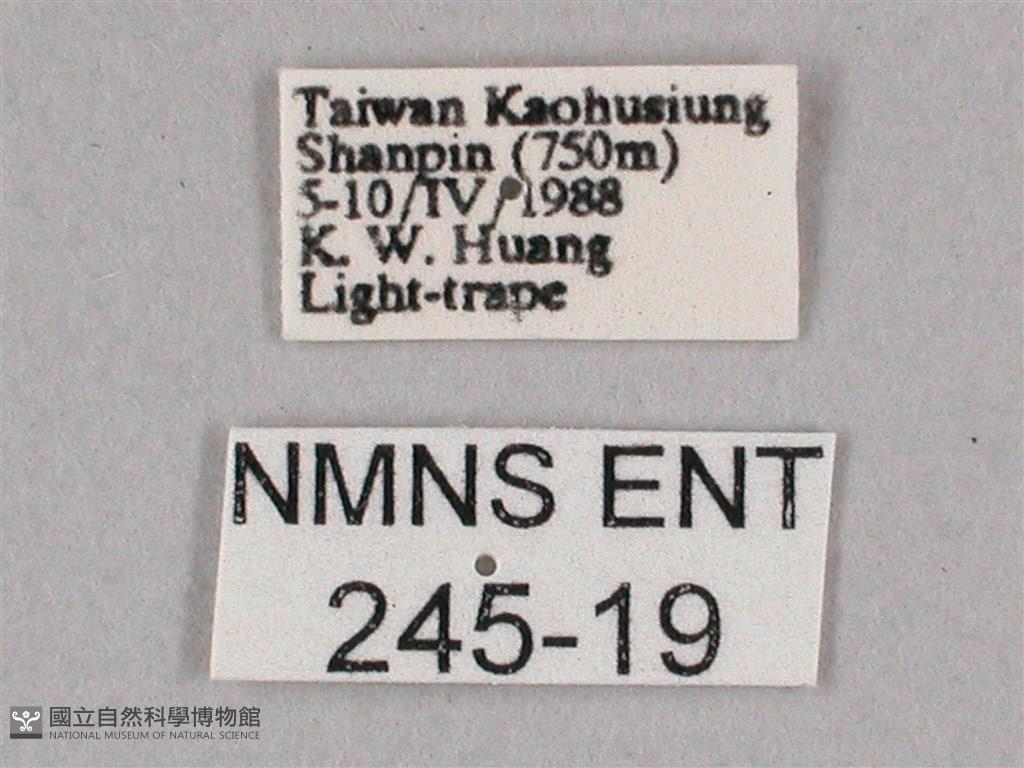 Taiwan Kaohusiung
Shanpin (750m)
5-10/IV/1988
K. W. Huang
Light-trape
NMNS ENT
245-19
國立自然科學博物館
NATIONAL MUSEUM OF NATURAL SCIENCE